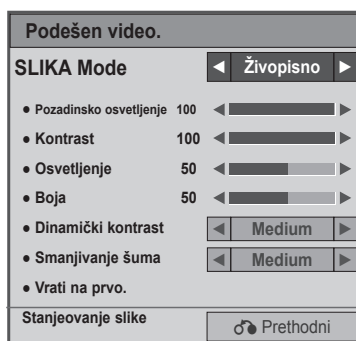 Podešen video.
SLIKA Mode ◀ Živopisno ▶
● Pozadinsko osvetljenje 100
● Kontrast 100
● Osvetljenje 50
● Boja 50
● Dinamički kontrast ◀ Medium ▶
● Smanjivanje šuma ◀ Medium ▶
● Vrati na prvo.
Stanjeovanje slike
Prethodni